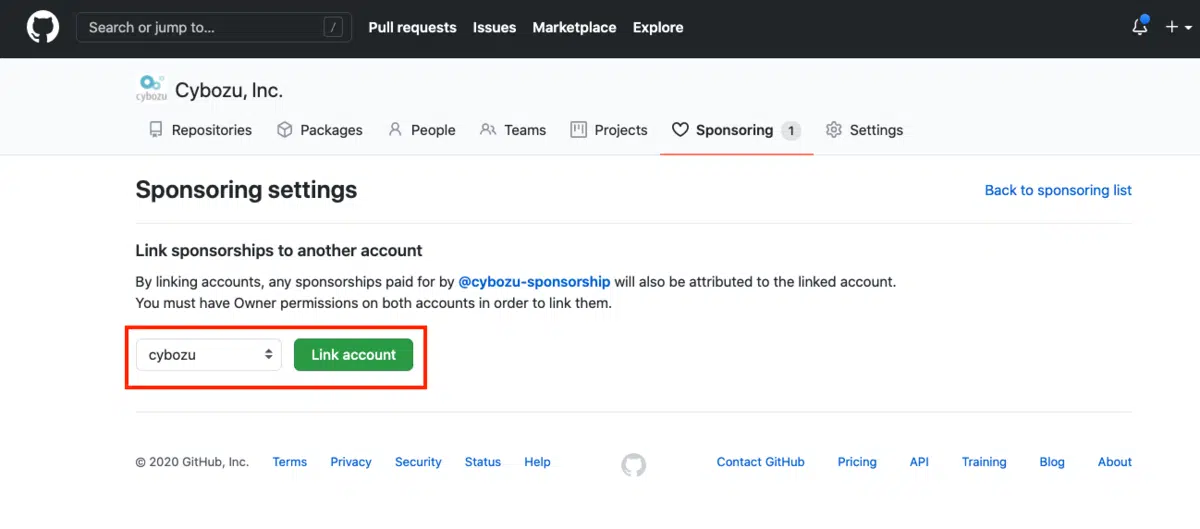 Search or jump to... / Pull requests Issues Marketplace Explore
cybozu Cybozu, Inc.
Repositories Packages People Teams Projects Sponsoring 1 Settings
Sponsoring settings Back to sponsoring list
Link sponsorships to another account
By linking accounts, any sponsorships paid for by @cybozu-sponsorship will also be attributed to the linked account.
You must have Owner permissions on both accounts in order to link them.
cybozu Link account
© 2020 GitHub, Inc. Terms Privacy Security Status Help Contact GitHub Pricing API Training Blog About